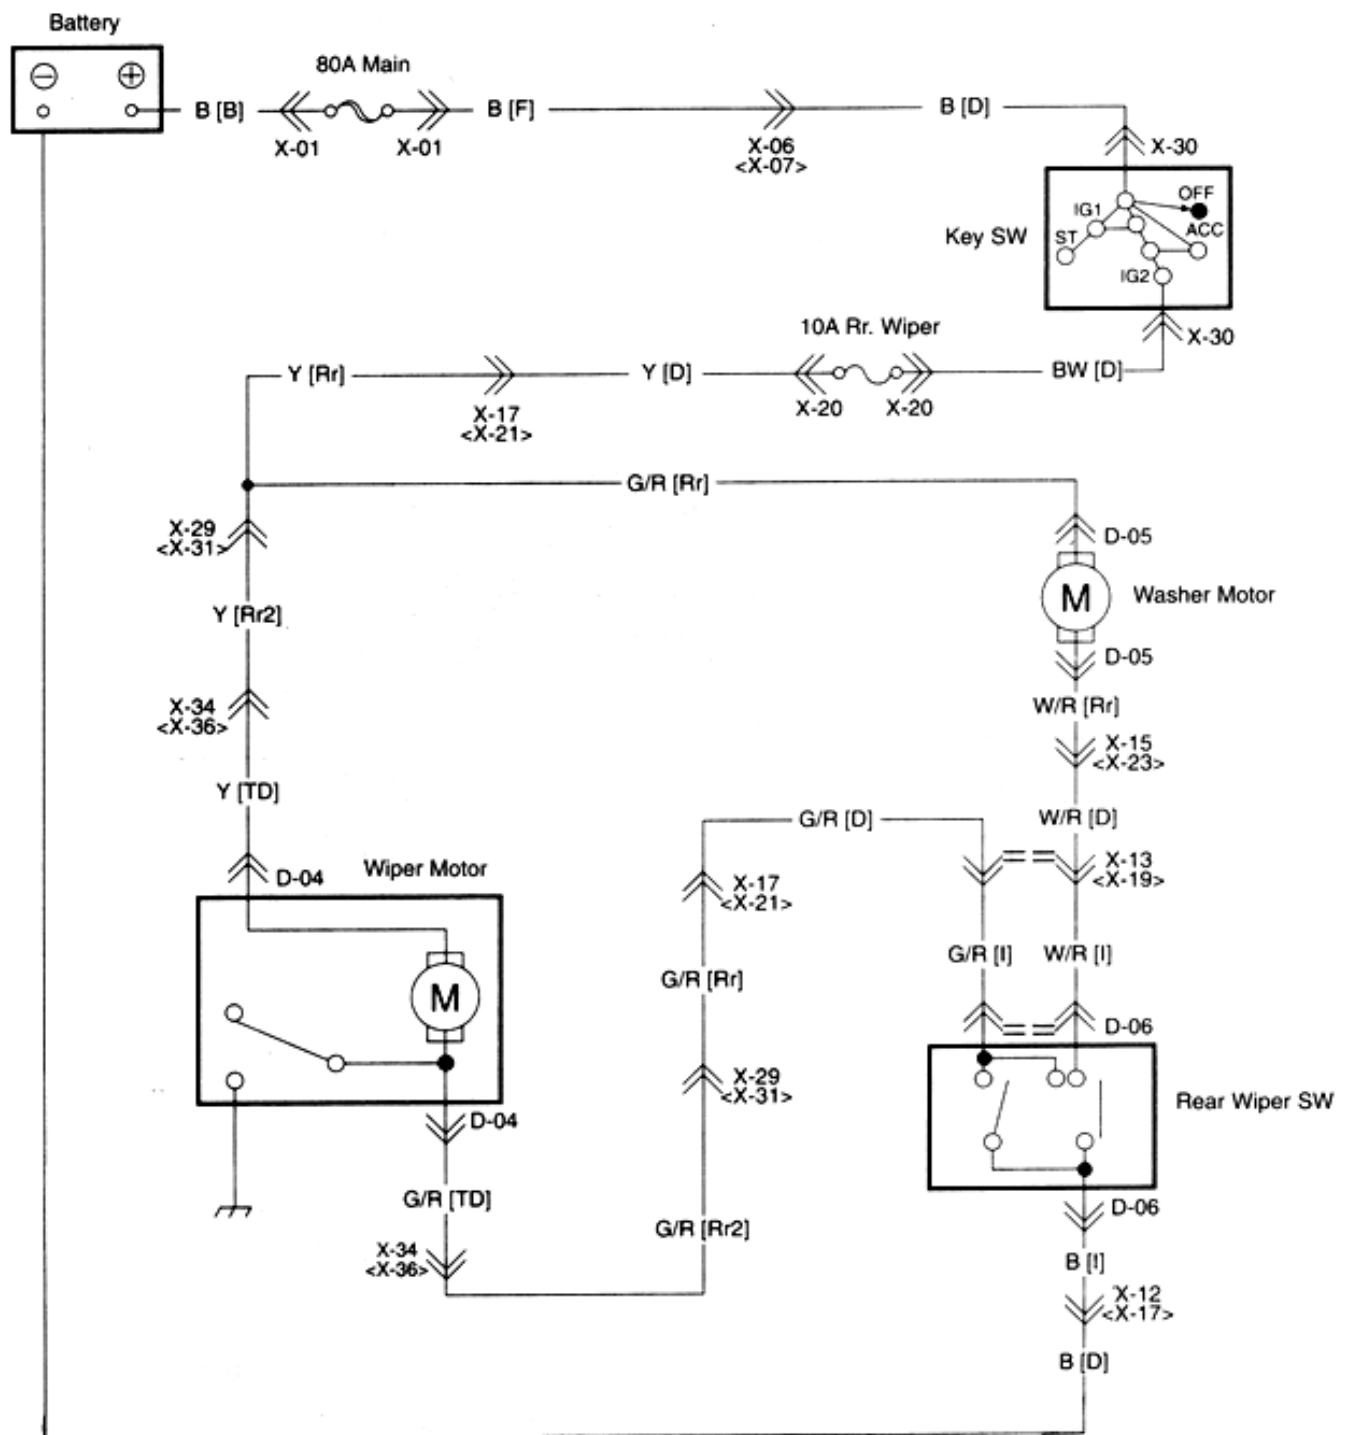 Battery
80A Main
B [B]
B [F]
B [D]
X-01
X-01
X-06
<X-07>
X-30
OFF
IG1
ST
ACC
IG2
Key SW
X-30
10A Rr. Wiper
Y [Rr]
Y [D]
BW [D]
X-17
<X-21>
X-20
X-20
G/R [Rr]
X-29
<X-31>
D-05
M
Washer Motor
Y [Rr2]
D-05
X-34
<X-36>
W/R [Rr]
X-15
<X-23>
Y [TD]
G/R [D]
W/R [D]
Wiper Motor
D-04
X-17
<X-21>
X-13
<X-19>
G/R [I]
W/R [I]
G/R [Rr]
M
D-06
X-29
<X-31>
Rear Wiper SW
D-04
G/R [TD]
G/R [Rr2]
D-06
X-34
<X-36>
B [I]
X-12
<X-17>
B [D]